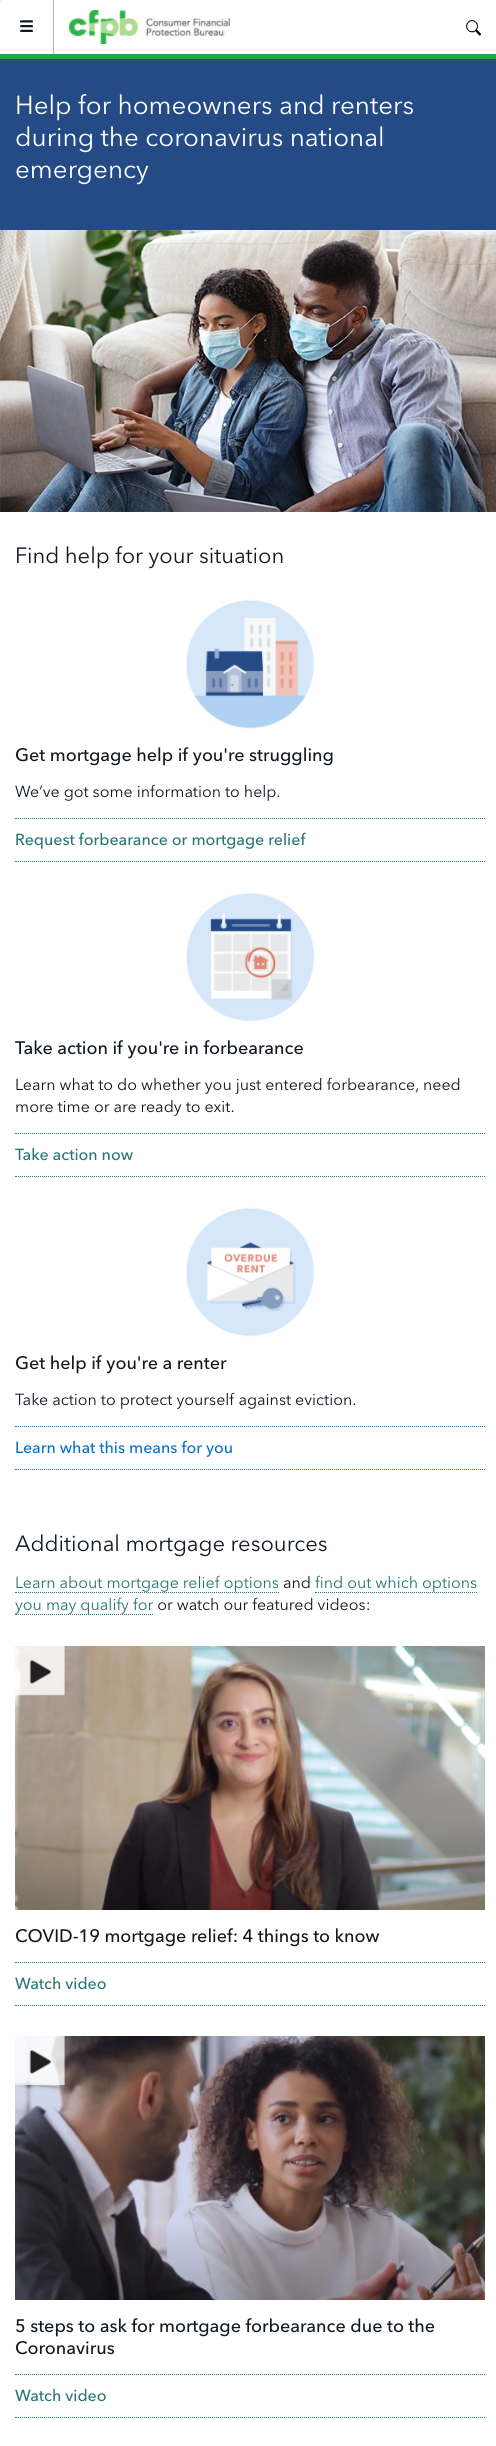 cfpb Consumer Financial
Protection Bureau
Help for homeowners and renters
during the coronavirus national
emergency
Find help for your situation
Get mortgage help if you're struggling
We’ve got some information to help.
Request forbearance or mortgage relief
Take action if you're in forbearance
Learn what to do whether you just entered forbearance, need
more time or are ready to exit.
Take action now
OVERDUE
RENT
Get help if you're a renter
Take action to protect yourself against eviction.
Learn what this means for you
Additional mortgage resources
Learn about mortgage relief options and find out which options
you may qualify for or watch our featured videos:
COVID-19 mortgage relief: 4 things to know
Watch video
5 steps to ask for mortgage forbearance due to the
Coronavirus
Watch video